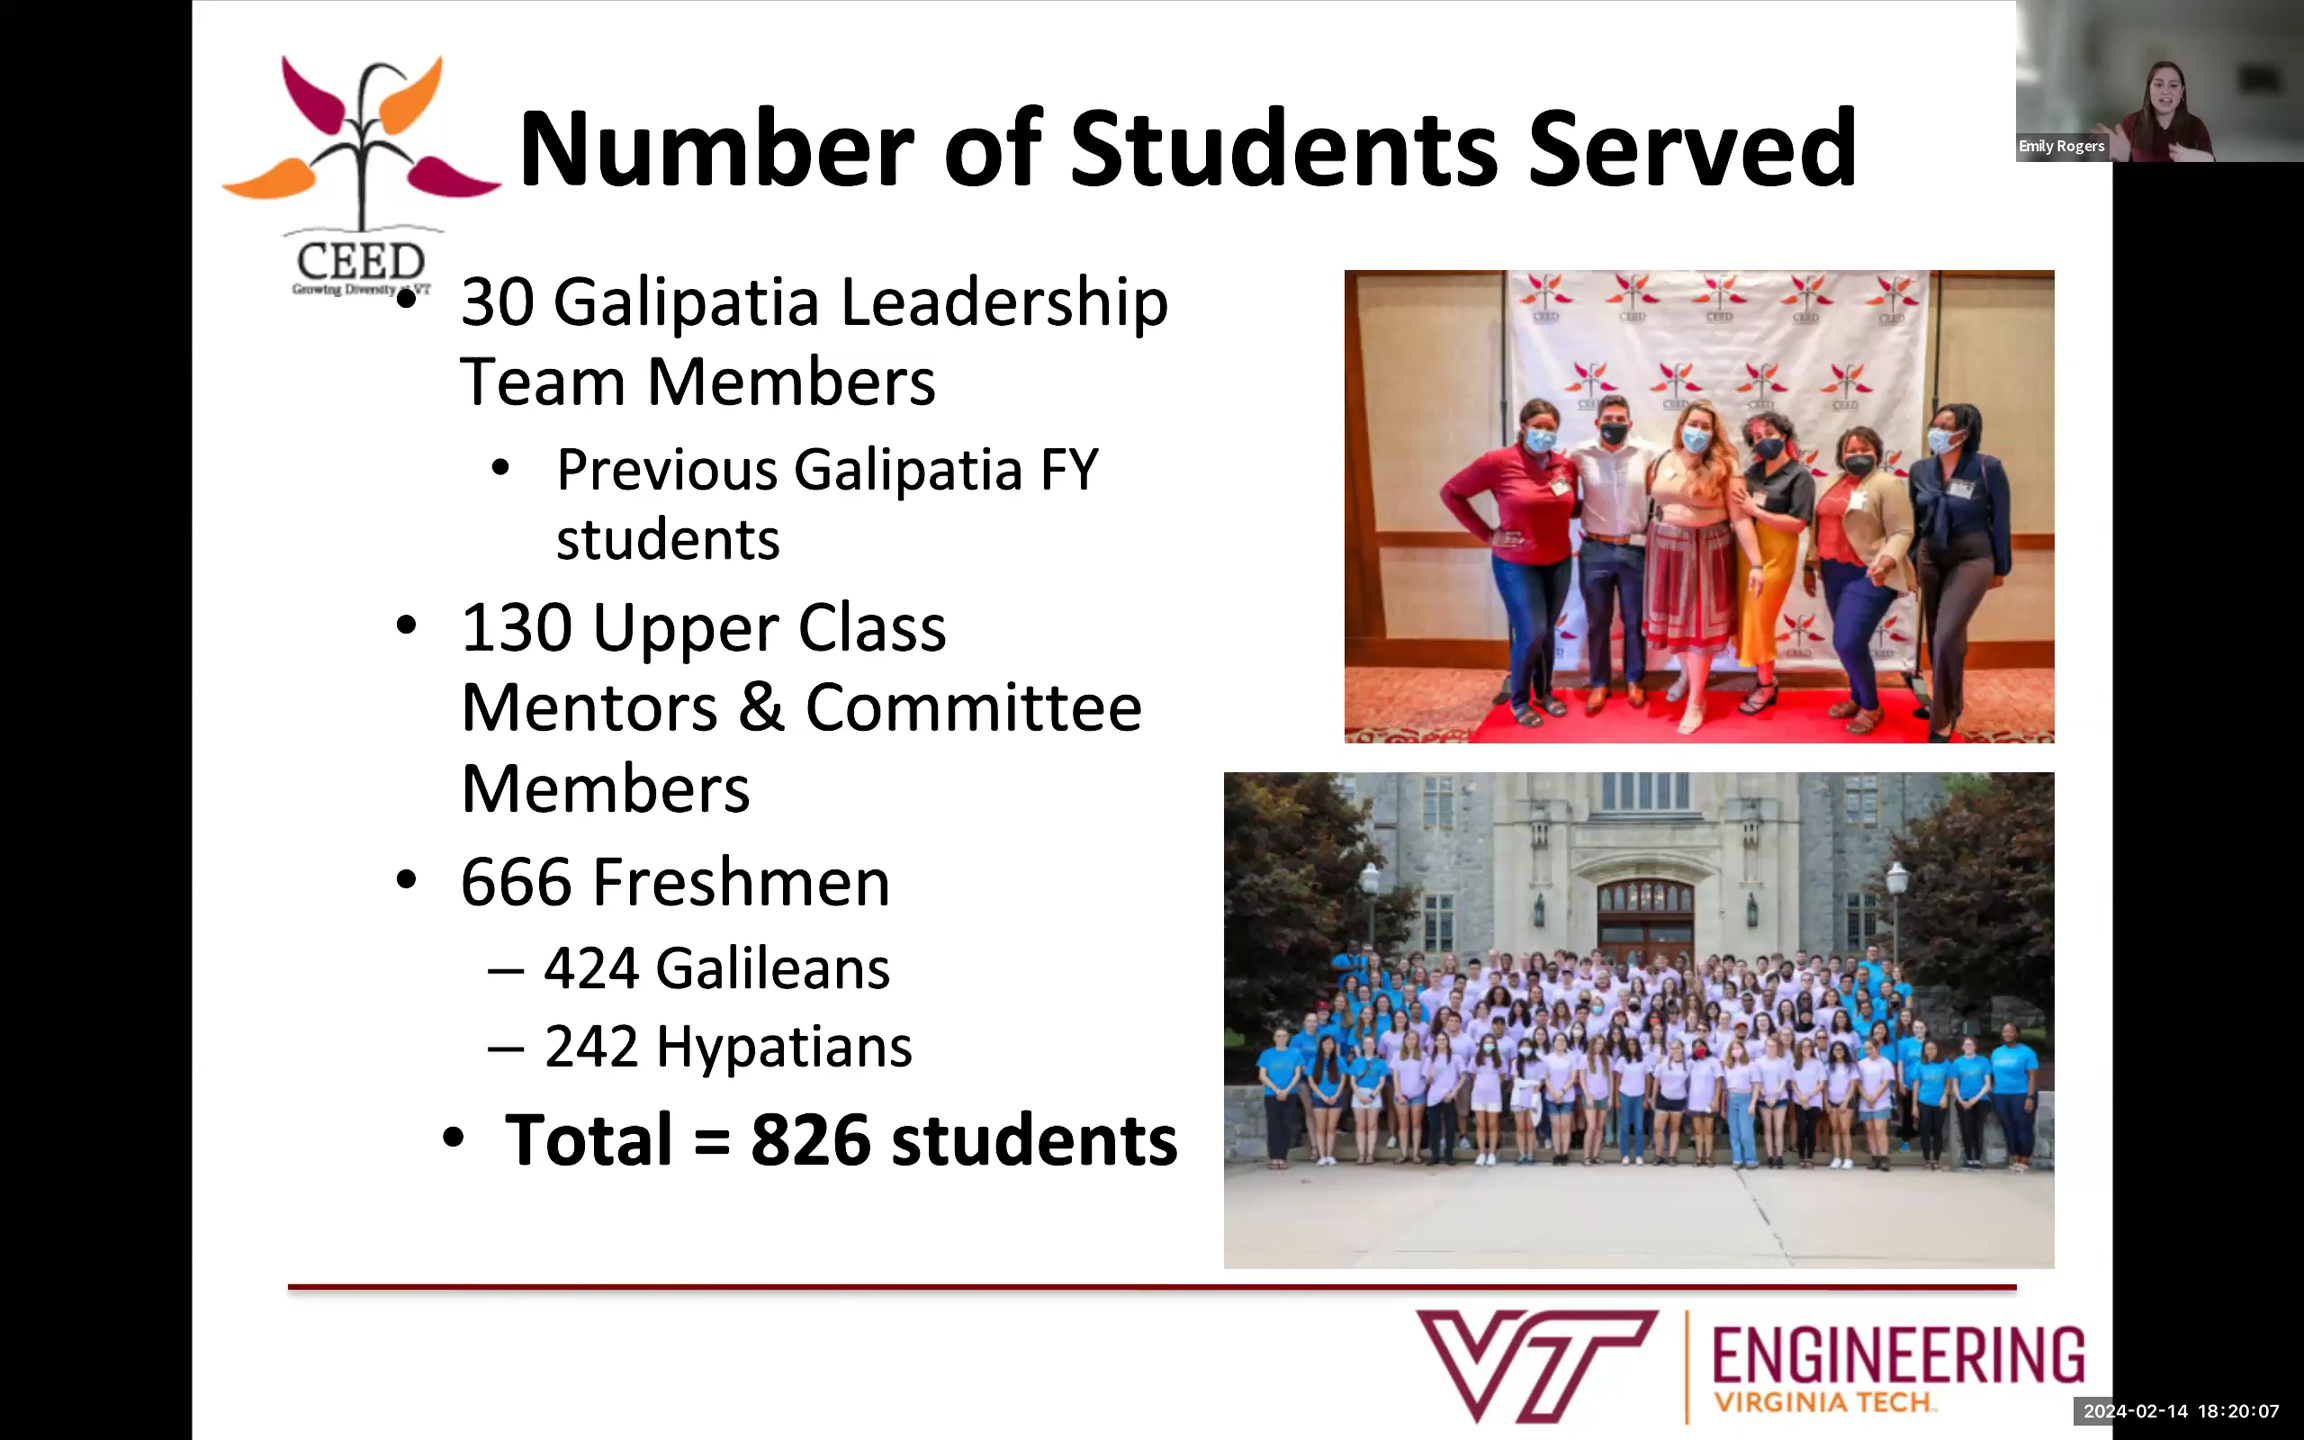 Number of Students Served
Emily Rogers
CEED
Growing Diversity at VT
• 30 Galipatia Leadership
Team Members
• Previous Galipatia FY
students
• 130 Upper Class
Mentors & Committee
Members
• 666 Freshmen
– 424 Galileans
– 242 Hypatians
• Total = 826 students
CEED
VT ENGINEERING
VIRGINIA TECH
2024-02-14 18:20:07